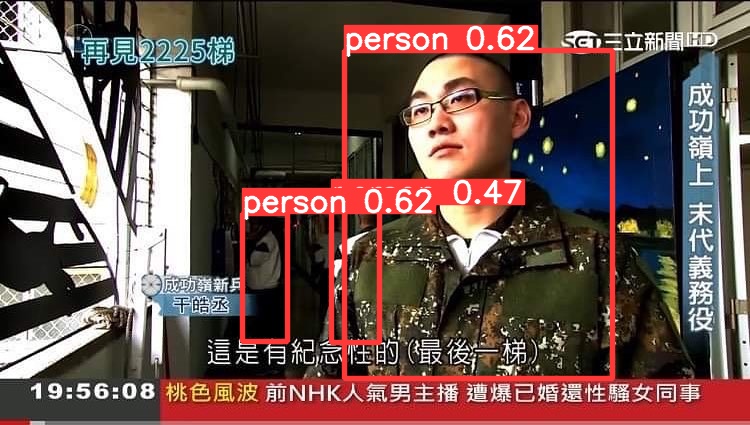 再見2225梯
person 0.62
SET三立新聞HD
成功嶺上 末代義務役
person 0.62
0.47
成功嶺新兵
干皓丞
這是有紀念性的(最後一梯)
19:56:08 桃色風波 前NHK人氣男主播 遭爆已婚還性騷女同事